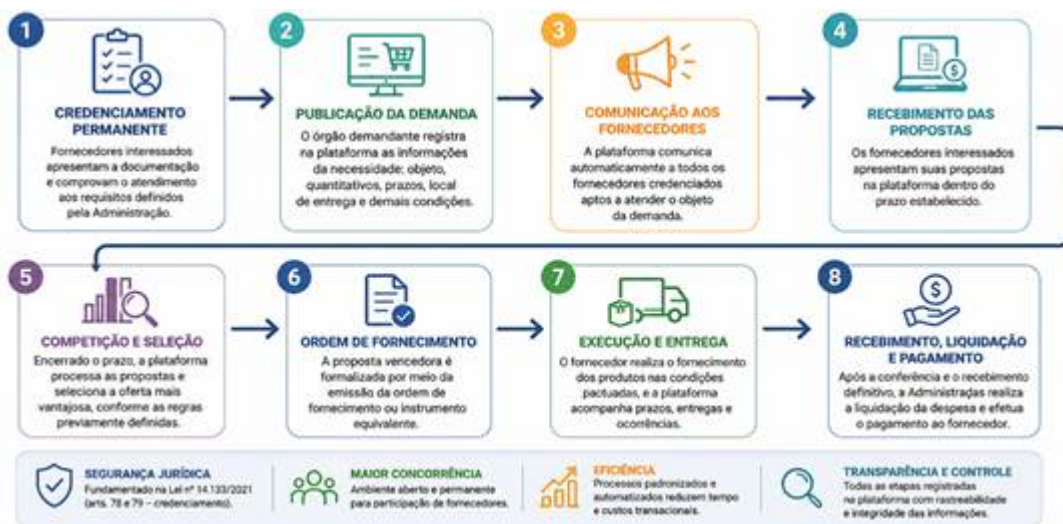 1
CREDENCIAMENTO
PERMANENTE
Fornecedores interessados
apresentam a documentação
e comprovam o atendimento
aos requisitos definidos
pela Administração.
2
PUBLICAÇÃO DA DEMANDA
O órgão demandante registra
na plataforma as informações
da necessidade: objeto,
quantitativos, prazos, local
de entrega e demais condições.
3
COMUNICAÇÃO AOS
FORNECEDORES
A plataforma comunica
automaticamente a todos os
fornecedores credenciados
aptos a atender o objeto
da demanda.
4
RECEBIMENTO DAS
PROPOSTAS
Os fornecedores interessados
apresentam suas propostas
na plataforma dentro do
prazo estabelecido.
5
COMPETIÇÃO E SELEÇÃO
Encerrado o prazo, a plataforma
processa as propostas e
seleciona a oferta mais
vantajosa, conforme as regras
previamente definidas.
6
ORDEM DE FORNECIMENTO
A proposta vencedora é
formalizada por meio da
emissão da ordem de
fornecimento ou instrumento
equivalente.
7
EXECUÇÃO E ENTREGA
O fornecedor realiza o fornecimento
dos produtos nas condições
pactuadas, e a plataforma
acompanha prazos, entregas e
ocorrências.
8
RECEBIMENTO, LIQUIDAÇÃO
E PAGAMENTO
Após a conferência e o recebimento
definitivo, a Administradas realiza
a liquidação da despesa e efetua
o pagamento ao fornecedor.
SEGURANÇA JURÍDICA
Fundamentado na Lei nº 14.133/2021
(arts. 78 e 79 – credenciamento).
MAIOR CONCORRÊNCIA
Ambiente aberto e permanente
para participação de fornecedores.
EFICIÊNCIA
Processos padronizados e
automatizados reduzem tempo
e custos transacionais.
TRANSPARÊNCIA E CONTROLE
Todas as etapas registradas
na plataforma com rastreabilidade
e integridade das informações.